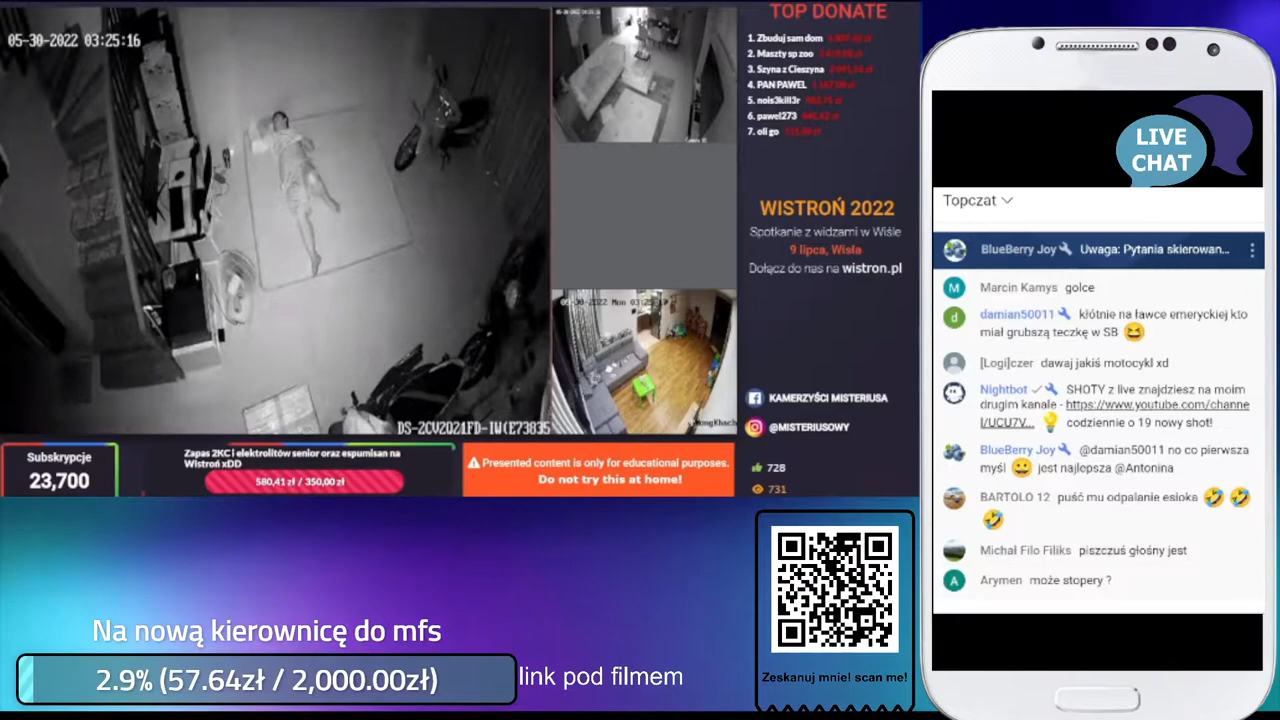 05-30-2022 03:25:16
DS-2CV2021FD-IW(E73835
TOP DONATE
1. Zbuduj sam dom
2. Maszty sp zoo
3. Szyna z Cieszyna
4. PAN PAWEL
5. nois3kill3r
6. pawel273
7. oli go
WISTROŃ 2022
Spotkanie z widzami w Wiśle
9 lipca, Wisła
Dołącz do nas na wistron.pl
KAMERZYŚCI MISTERIUSA
@MISTERIUSOWY
728
731
Subskrypcje
23,700
Zapas 2KC i elektrolitów senior oraz espumisan na
Wistroń xDD
580,41 zł / 350,00 zł
Presented content is only for educational purposes.
Do not try this at home!
Na nową kierownicę do mfs
2.9% (57.64zł / 2,000.00zł)
link pod filmem
Zeskanuj mnie! scan me!
LIVE
CHAT
Topczat
BlueBerry Joy Uwaga: Pytania skierowan...
Marcin Kamys golce
damian50011 kłótnie na ławce emeryckiej kto
miał grubszą teczkę w SB 😆
[Logi]czer dawaj jakiś motocykl xd
Nightbot SHOTY z live znajdziesz na moim
drugim kanale - https://www.youtube.com/channe
l/UCU7V... 💡 codziennie o 19 nowy shot!
BlueBerry Joy @damian50011 no co pierwsza
myśl 😀 jest najlepsza @Antonina
BARTOLO 12 puść mu odpalanie esioka 🤣 🤣
🤣
Michał Filo Filiks piszczuś głośny jest
Arymen może stopery ?